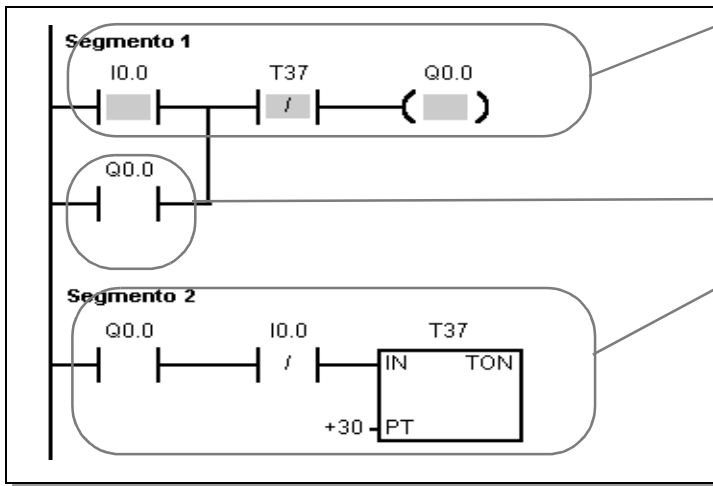 Segmento 1
I0.0 T37 Q0.0
/
Q0.0
Segmento 2
Q0.0 I0.0 T37
/ IN TON
+30 PT